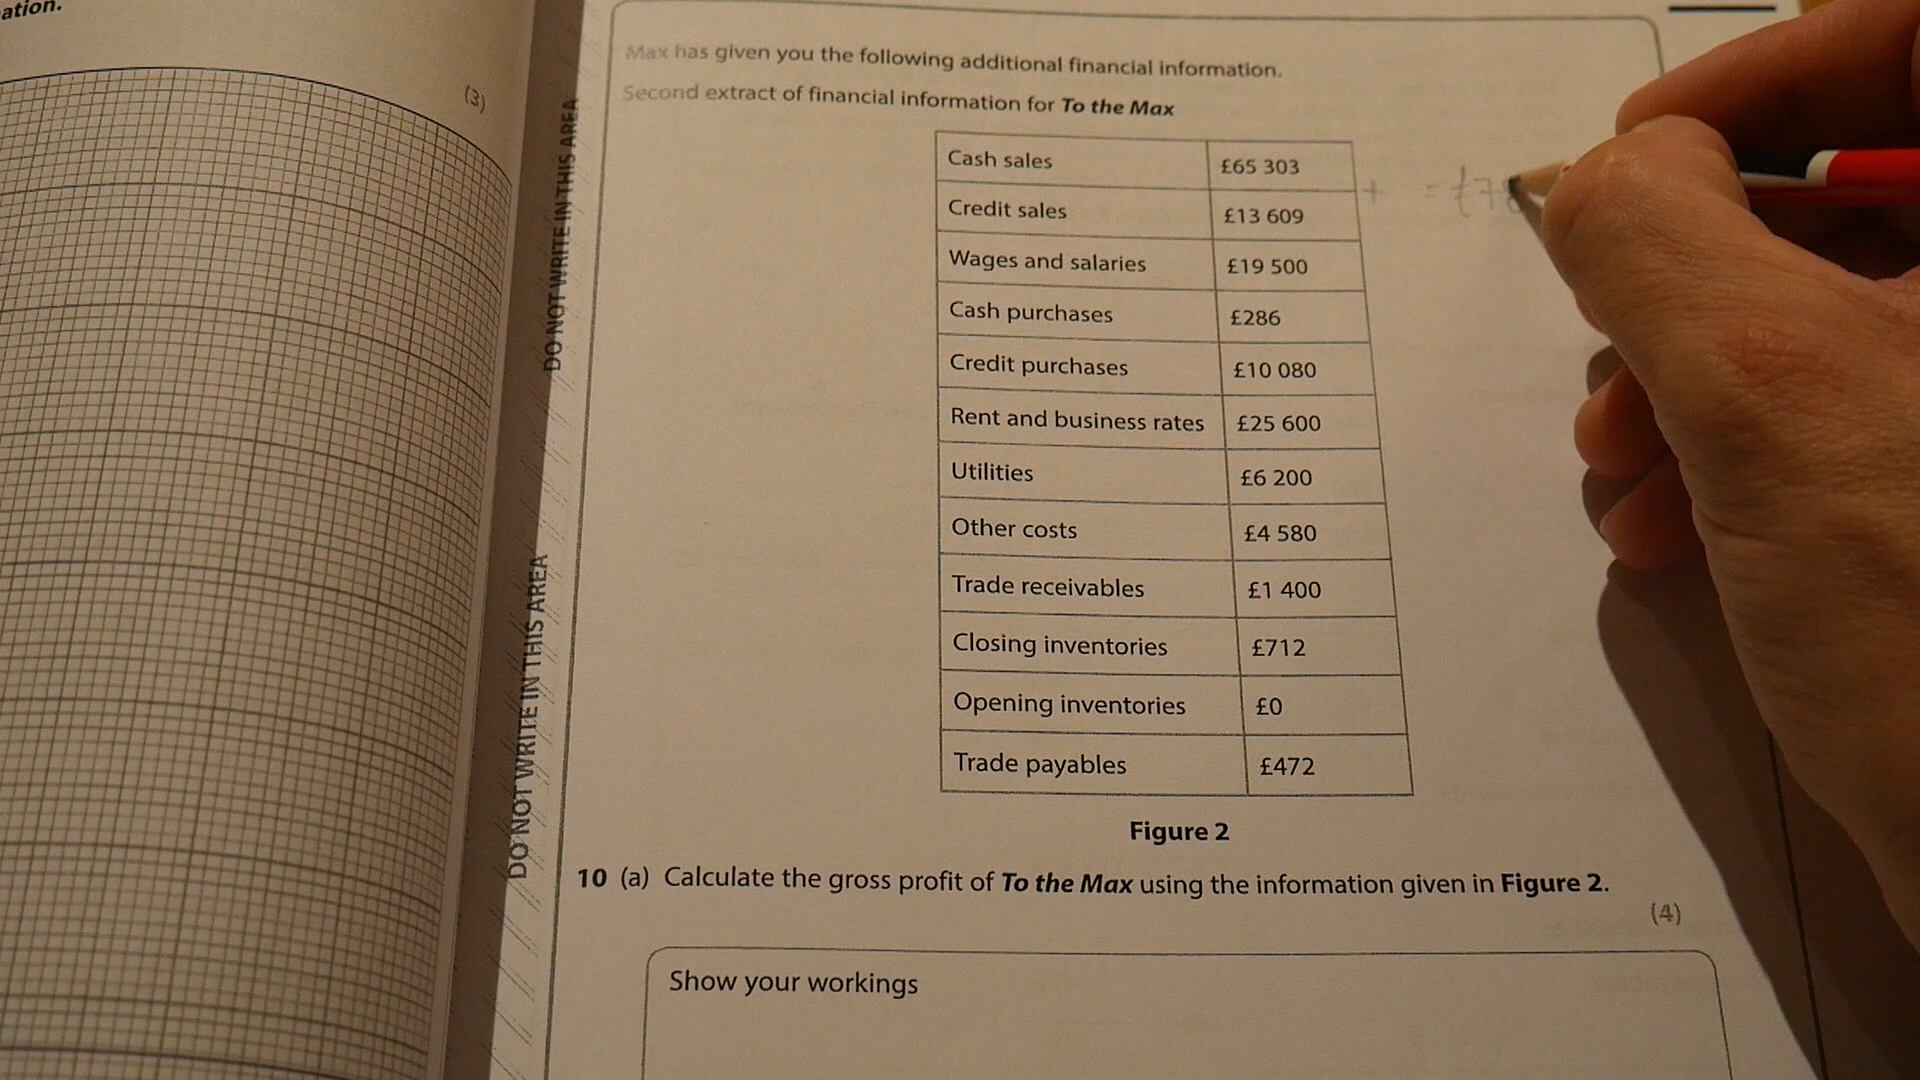 ation.
(3)
DO NOT WRITE IN THIS AREA
DO NOT WRITE IN THIS AREA
Max has given you the following additional financial information.
Second extract of financial information for To the Max
Cash sales £65 303
Credit sales £13 609
+ = £78
Wages and salaries £19 500
Cash purchases £286
Credit purchases £10 080
Rent and business rates £25 600
Utilities £6 200
Other costs £4 580
Trade receivables £1 400
Closing inventories £712
Opening inventories £0
Trade payables £472
Figure 2
10 (a) Calculate the gross profit of To the Max using the information given in Figure 2.
(4)
Show your workings